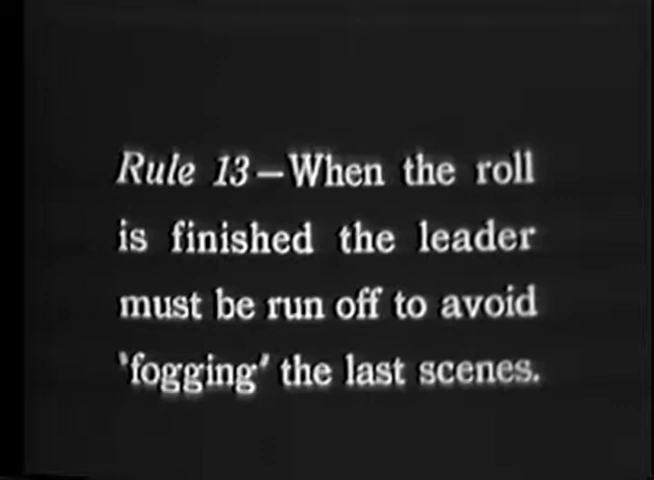 Rule 13—When the roll
is finished the leader
must be run off to avoid
'fogging' the last scenes.